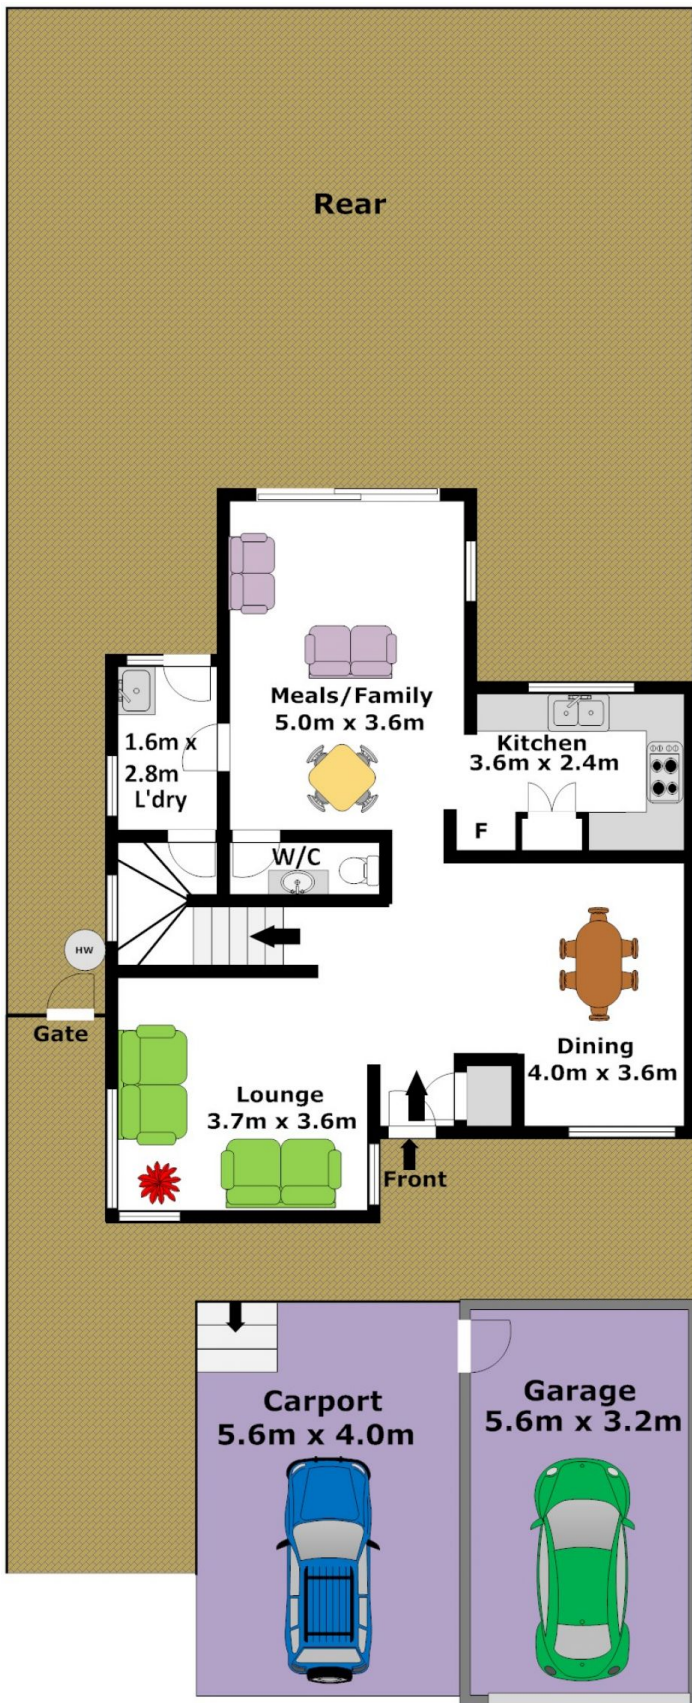 Rear
Meals/Family
5.0m x 3.6m
Kitchen
3.6m x 2.4m
1.6m x
2.8m
L'dry
F
W/C
HW
Gate
Dining
4.0m x 3.6m
Lounge
3.7m x 3.6m
Front
Carport
5.6m x 4.0m
Garage
5.6m x 3.2m